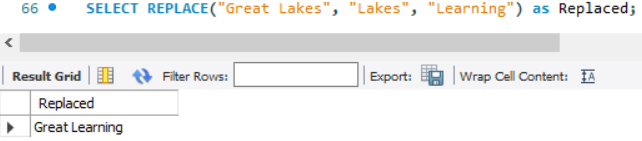 66 SELECT REPLACE("Great Lakes", "Lakes", "Learning") as Replaced;
Result Grid Filter Rows: Export: Wrap Cell Content: IA
Replaced
Great Learning